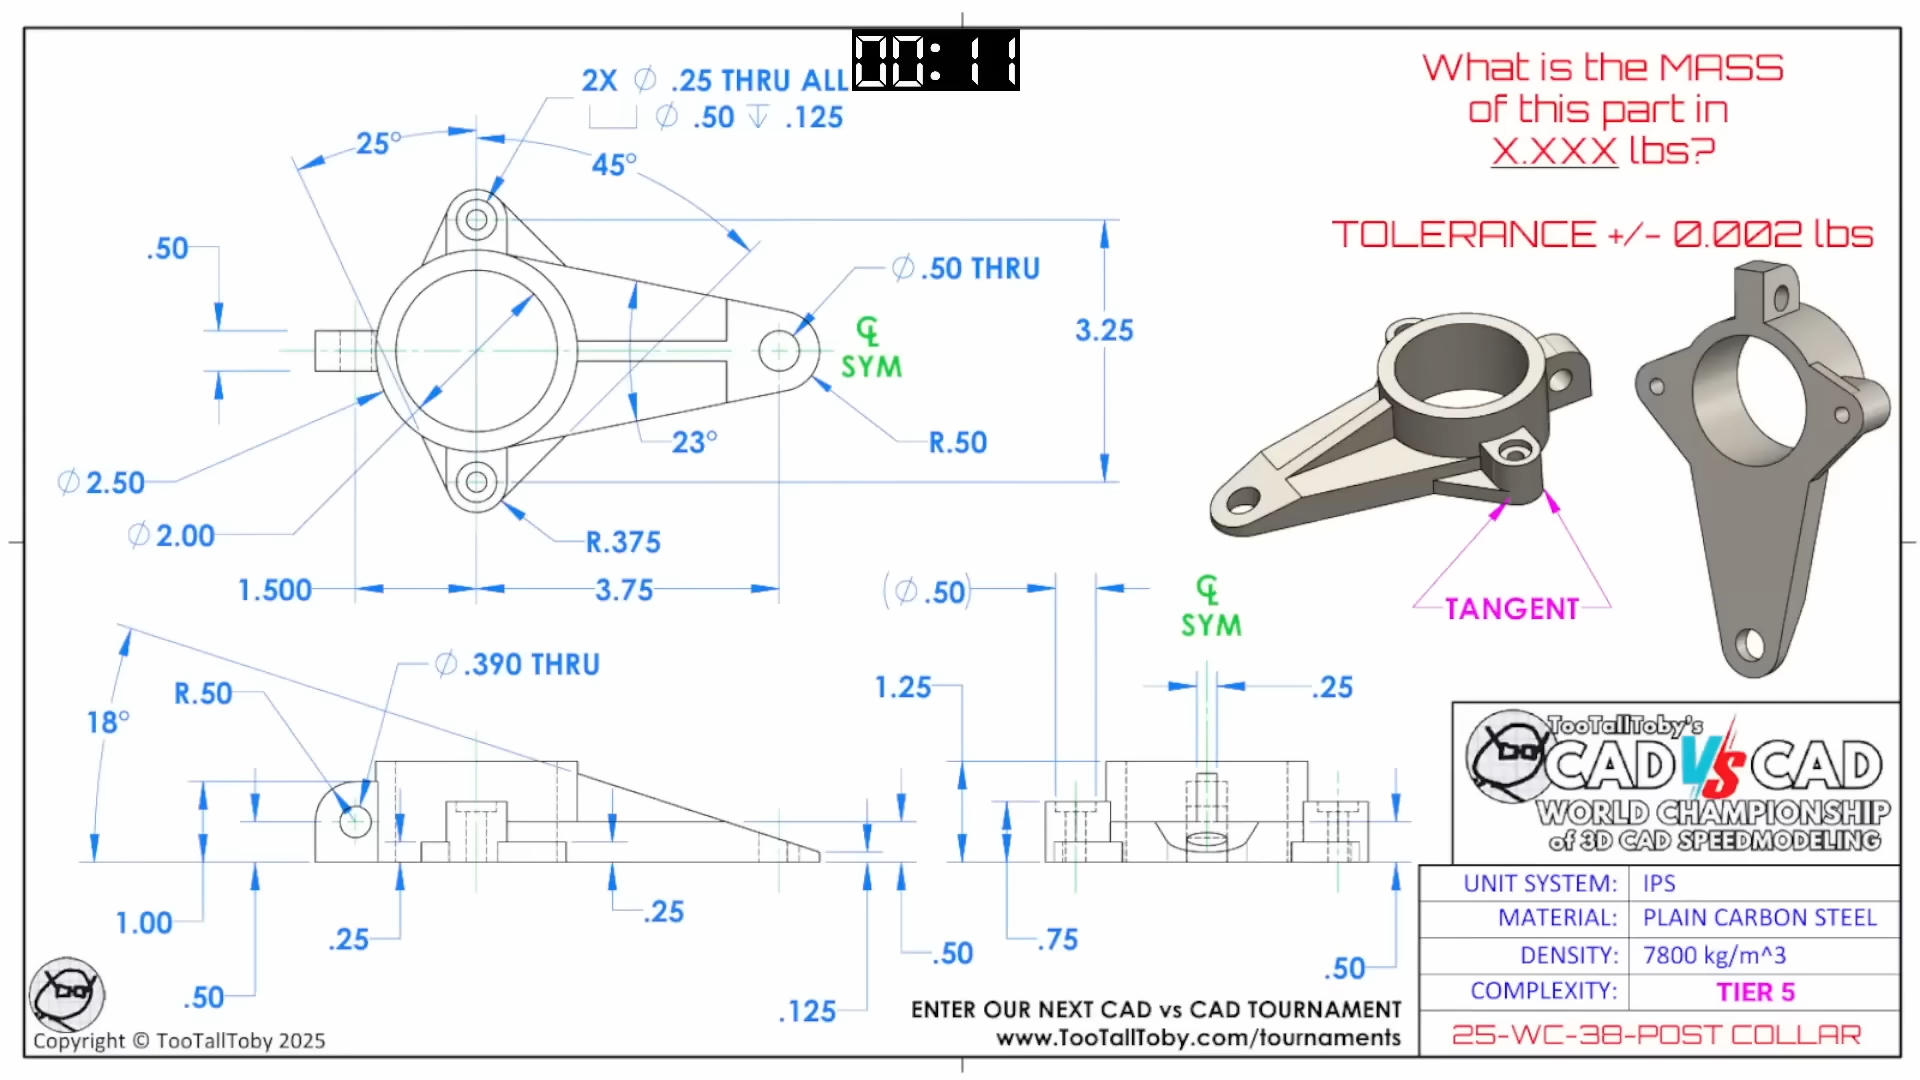 00:11
What is the MASS
of this part in
X.XXX lbs?
TOLERANCE +/- 0.002 lbs
2X ∅ .25 THRU ALL
⌴ ∅ .50 ↧ .125
25°
45°
.50
∅ .50 THRU
℄
SYM
3.25
23°
R.50
∅ 2.50
∅ 2.00
R.375
1.500
3.75
TANGENT
(∅ .50)
℄
SYM
18°
R.50
∅ .390 THRU
1.25
.25
1.00
.50
.25
.25
.125
.50
.75
.50
TooTallToby's
CAD VS CAD
WORLD CHAMPIONSHIP
of 3D CAD SPEEDMODELING
UNIT SYSTEM: IPS
MATERIAL: PLAIN CARBON STEEL
DENSITY: 7800 kg/m^3
COMPLEXITY: TIER 5
25-WC-38-POST COLLAR
ENTER OUR NEXT CAD vs CAD TOURNAMENT
www.TooTallToby.com/tournaments
Copyright © TooTallToby 2025